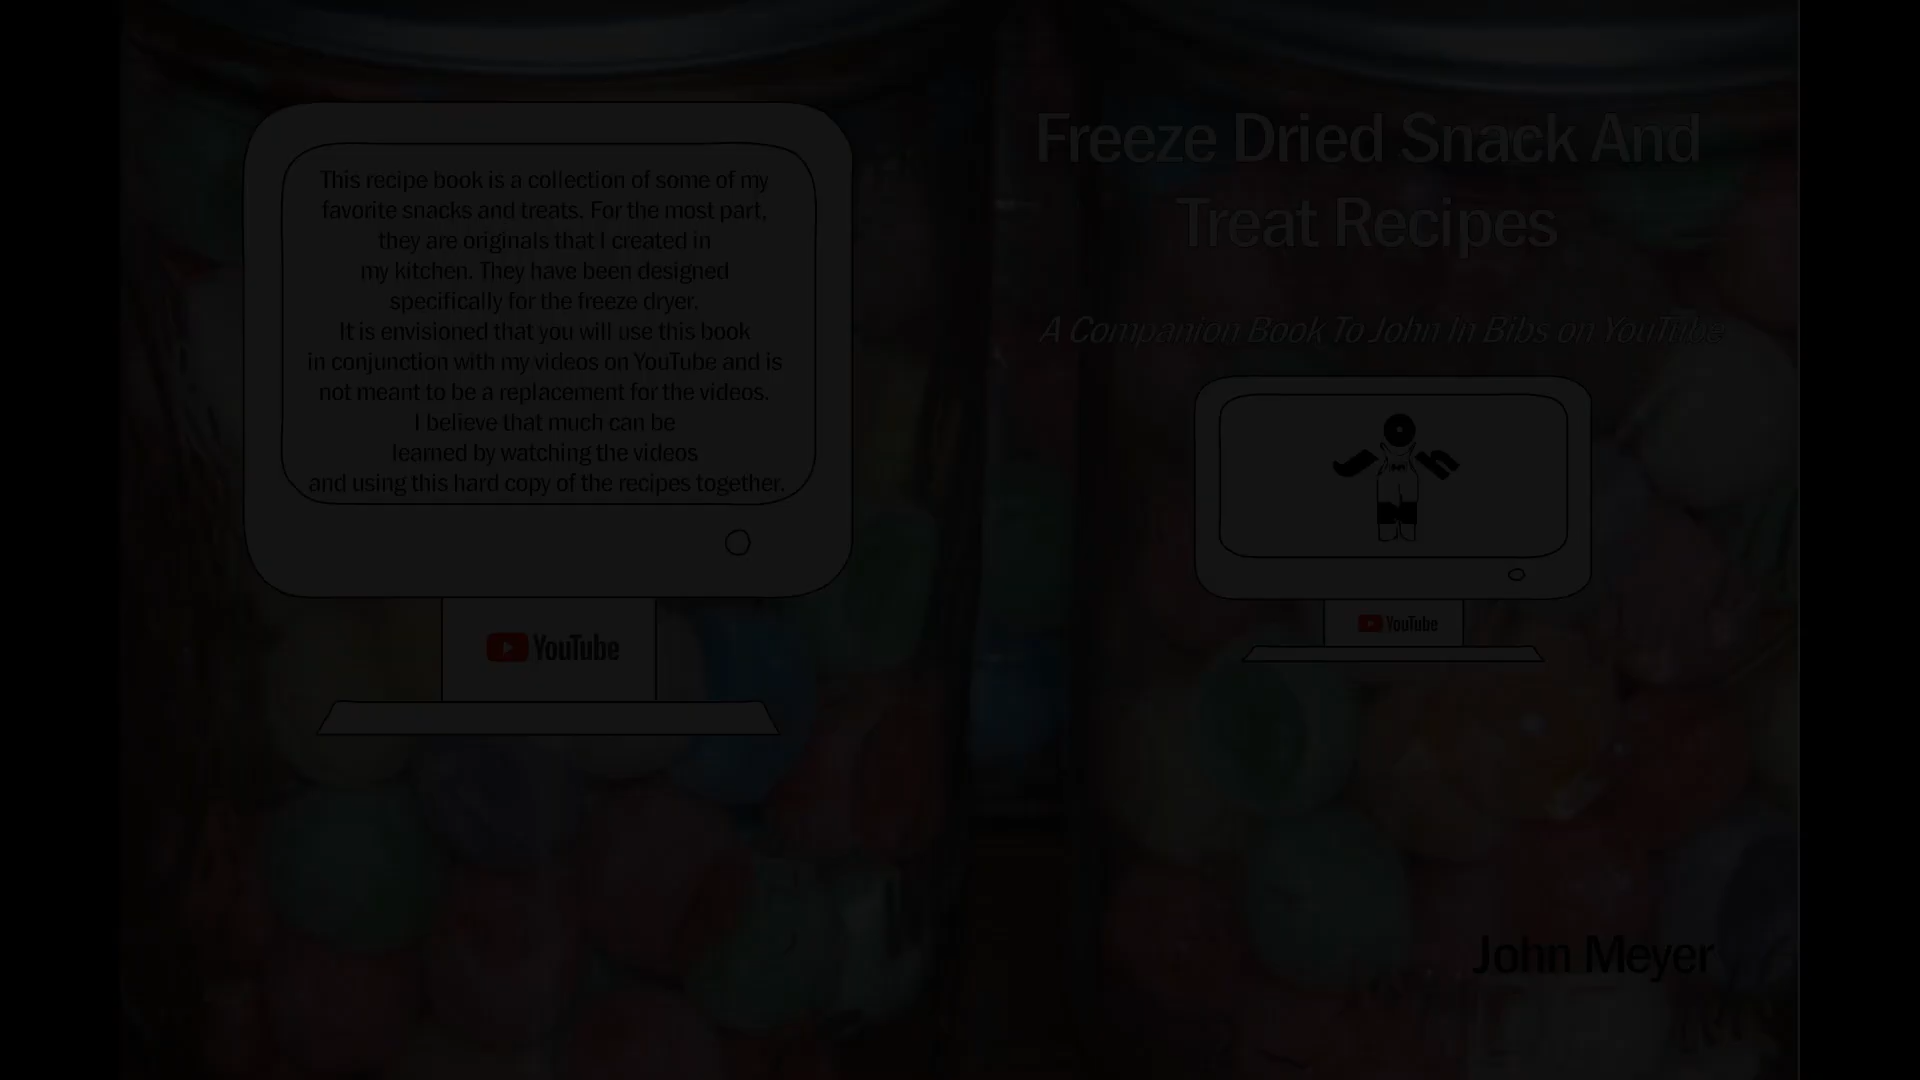 This recipe book is a collection of some of my
favorite snacks and treats. For the most part,
they are originals that I created in
my kitchen. They have been designed
specifically for the freeze dryer.
It is envisioned that you will use this book
in conjunction with my videos on YouTube and is
not meant to be a replacement for the videos.
I believe that much can be
learned by watching the videos
and using this hard copy of the recipes together.
YouTube
Freeze Dried Snack And
Treat Recipes
A Companion Book To John In Bibs on YouTube
YouTube
John Meyer